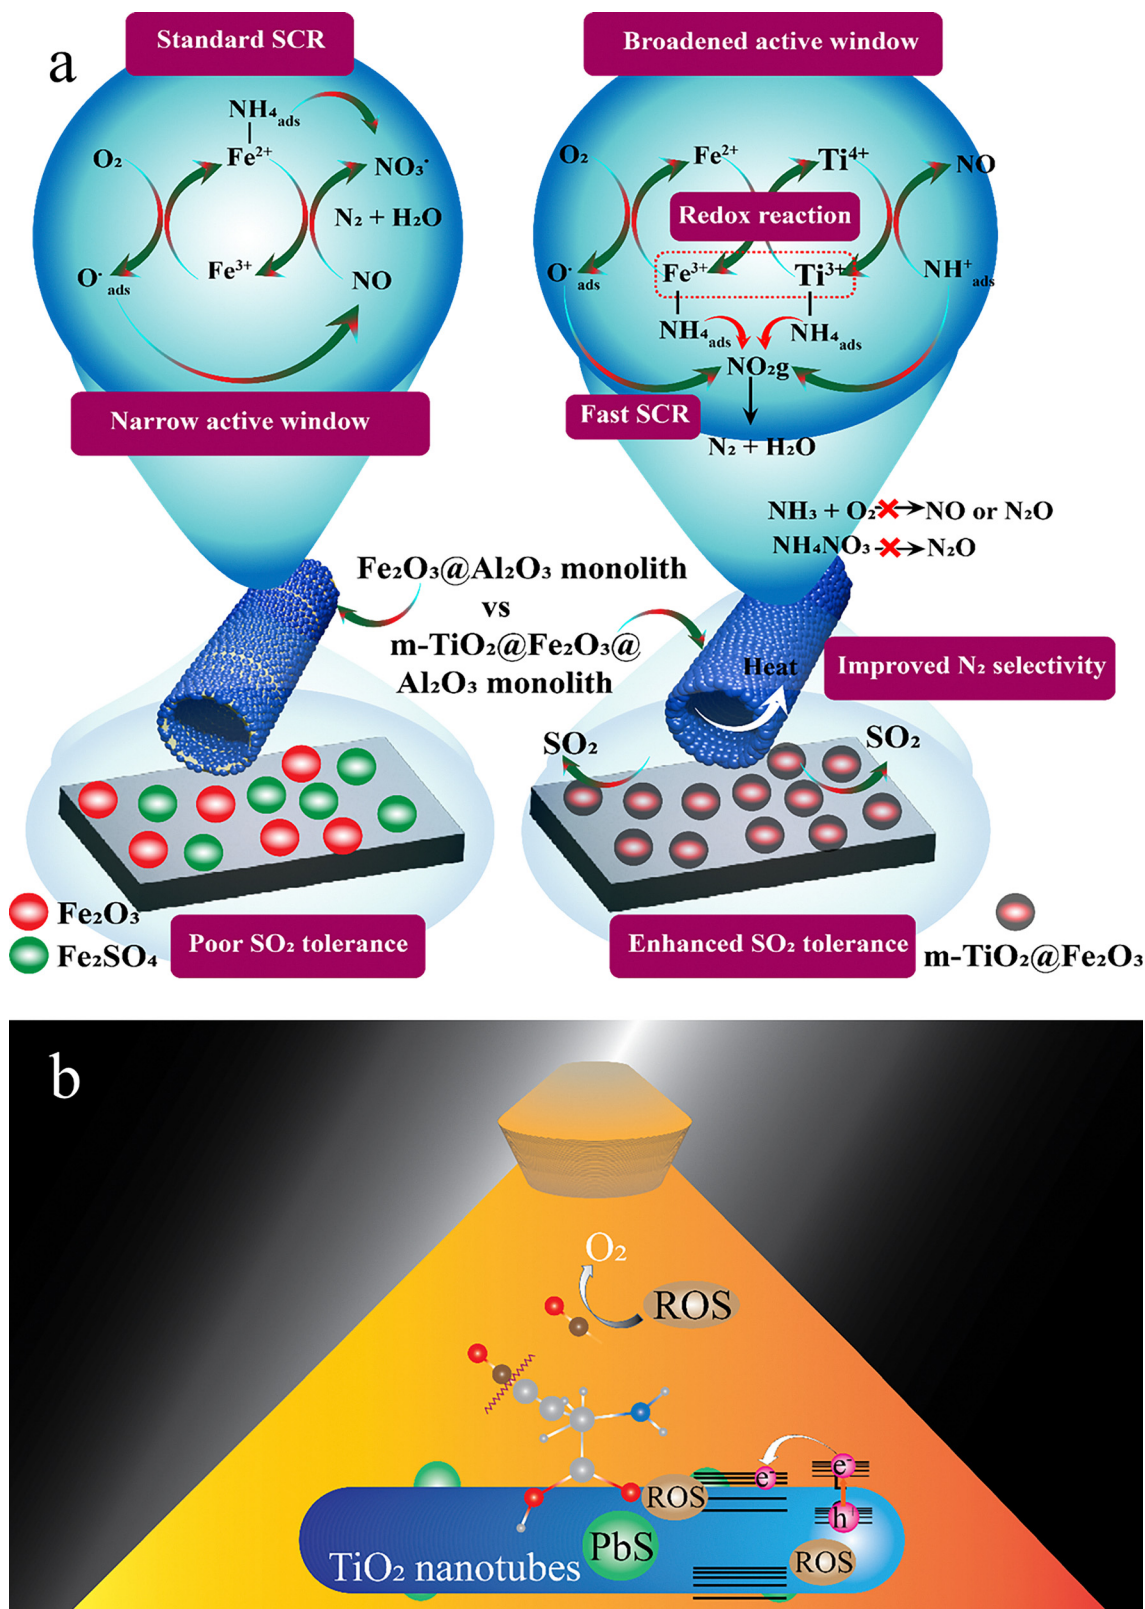 a
Standard SCR
NH₄ads
O₂
Fe²⁺
NO₃·
N₂ + H₂O
Fe³⁺
O·ads
NO
Narrow active window
Broadened active window
O₂
Fe²⁺
Ti⁴⁺
NO
Redox reaction
O·ads
Fe³⁺
Ti³⁺
NH⁺ads
NH₄ads
NH₄ads
NO₂g
Fast SCR
N₂ + H₂O
NH₃ + O₂ → NO or N₂O
NH₄NO₃ → N₂O
Fe₂O₃@Al₂O₃ monolith
vs
m-TiO₂@Fe₂O₃@
Al₂O₃ monolith
Heat
Improved N₂ selectivity
SO₂
SO₂
Fe₂O₃
Fe₂SO₄
Poor SO₂ tolerance
Enhanced SO₂ tolerance
m-TiO₂@Fe₂O₃
b
O₂
ROS
e⁻
e⁻
ROS
h⁺
PbS
ROS
TiO₂ nanotubes